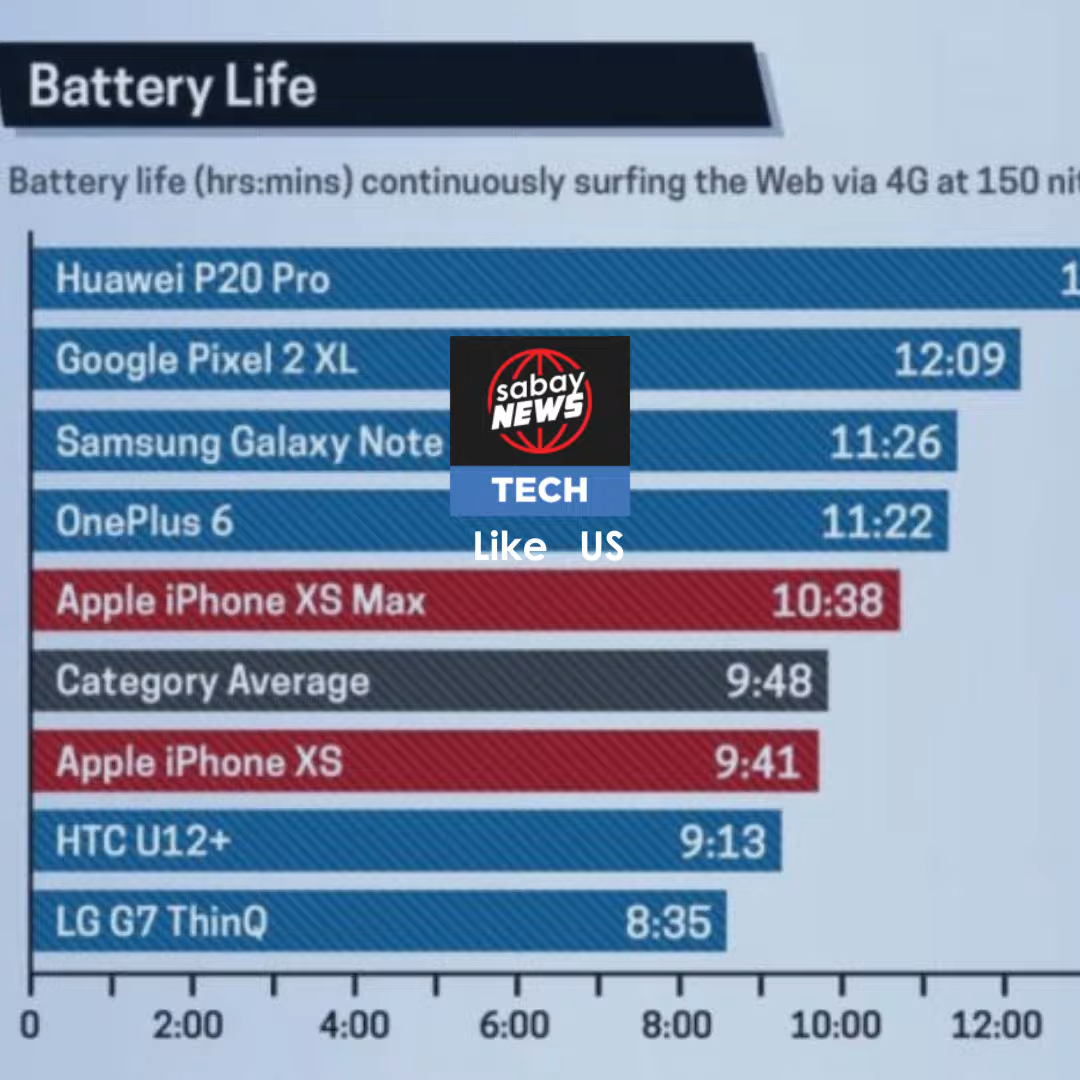 Battery Life
Battery life (hrs:mins) continuously surfing the Web via 4G at 150
Huawei P20 Pro
Google Pixel 2 XL 12:09
Samsung Galaxy Note 11:26
OnePlus 6 11:22
Apple iPhone XS Max 10:38
Category Average 9:48
Apple iPhone XS 9:41
HTC U12+ 9:13
LG G7 ThinQ 8:35
0 2:00 4:00 6:00 8:00 10:00 12:00
sabay
NEWS
TECH
Like US